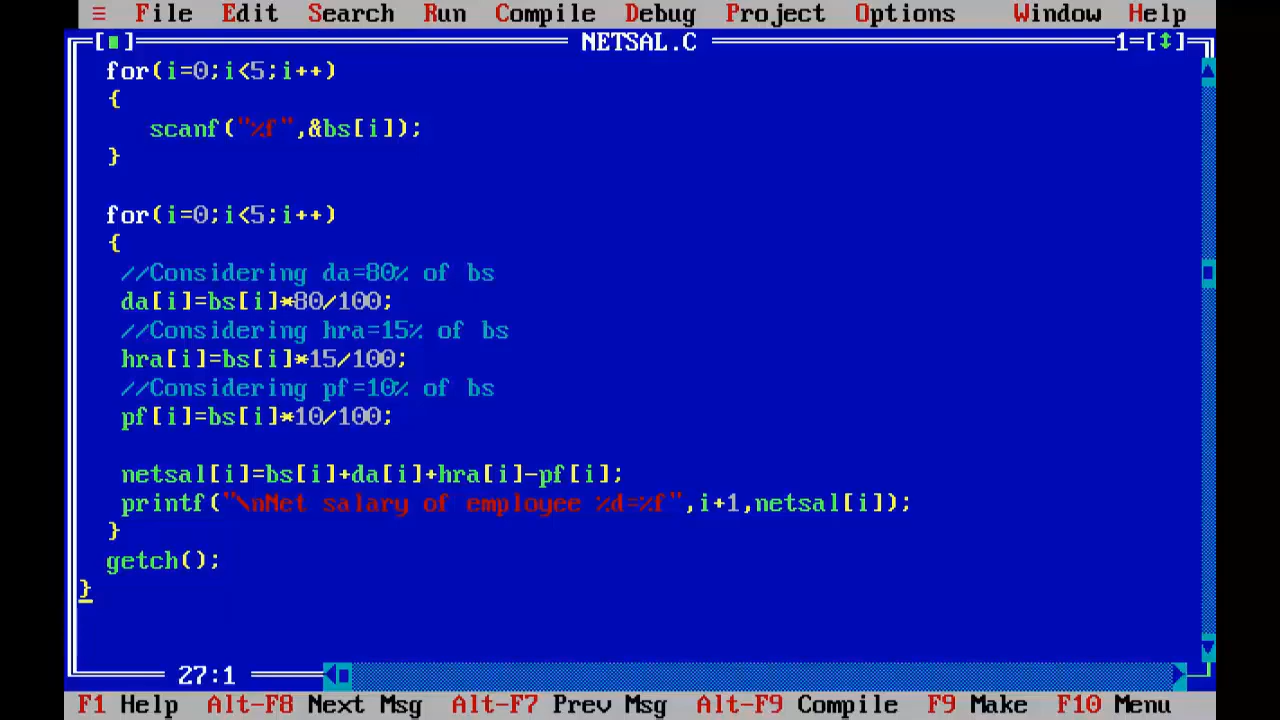 ≡ File Edit Search Run Compile Debug Project Options Window Help
[■] NETSAL.C 1=[↕]
for(i=0;i<5;i++)
{
scanf("%f",&bs[i]);
}
for(i=0;i<5;i++)
{
//Considering da=80% of bs
da[i]=bs[i]*80/100;
//Considering hra=15% of bs
hra[i]=bs[i]*15/100;
//Considering pf=10% of bs
pf[i]=bs[i]*10/100;
netsal[i]=bs[i]+da[i]+hra[i]-pf[i];
printf("\nNet salary of employee %d=%f",i+1,netsal[i]);
}
getch();
}
27:1
F1 Help Alt-F8 Next Msg Alt-F7 Prev Msg Alt-F9 Compile F9 Make F10 Menu